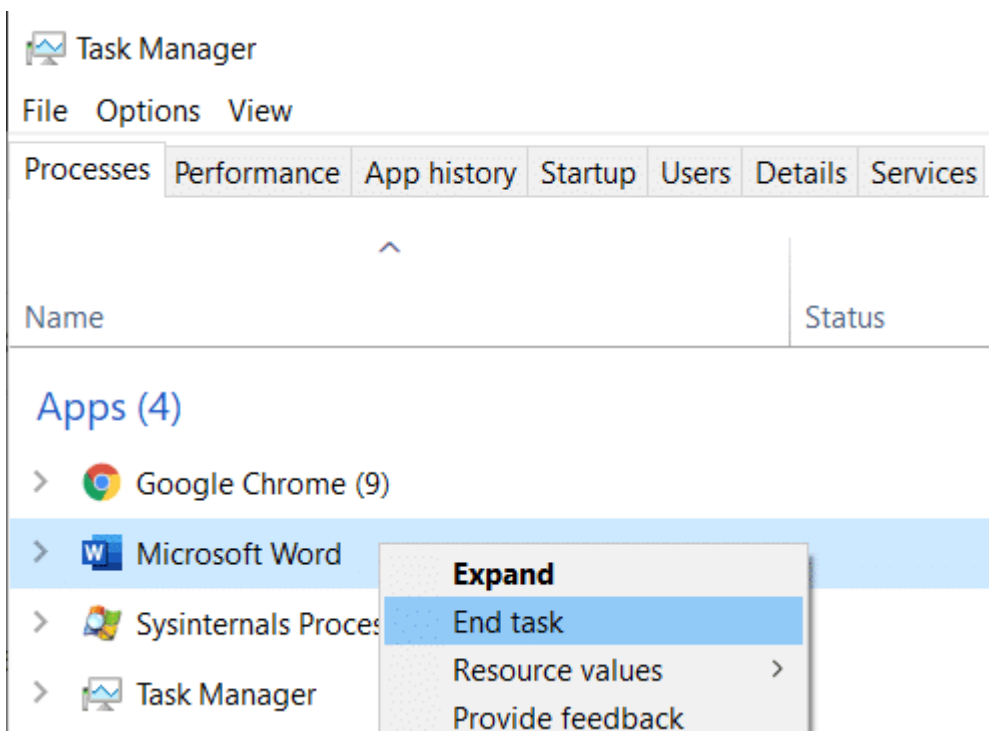 Task Manager
File Options View
Processes Performance App history Startup Users Details Services
Name Status
Apps (4)
Google Chrome (9)
Microsoft Word
Expand
End task
Sysinternals
Resource values
Task Manager
Provide feedback